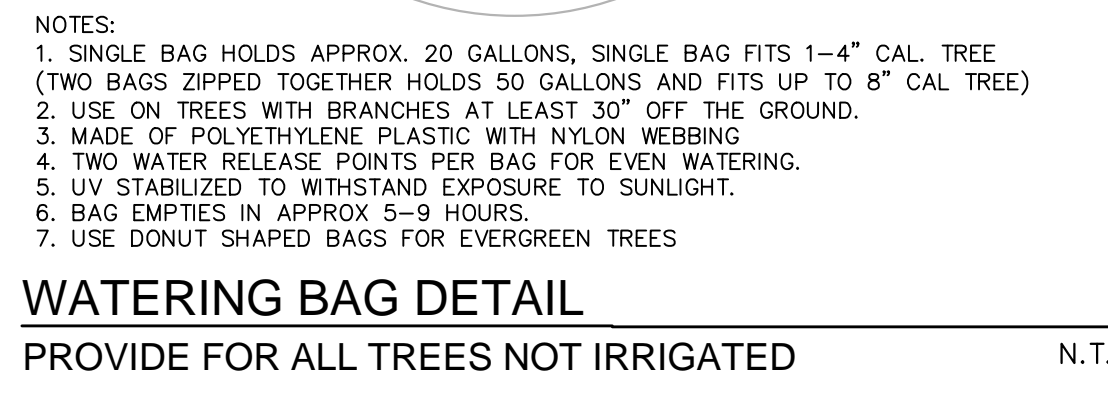 NOTES:
1. SINGLE BAG HOLDS APPROX. 20 GALLONS, SINGLE BAG FITS 1–4" CAL. TREE
(TWO BAGS ZIPPED TOGETHER HOLDS 50 GALLONS AND FITS UP TO 8" CAL TREE)
2. USE ON TREES WITH BRANCHES AT LEAST 30" OFF THE GROUND.
3. MADE OF POLYETHYLENE PLASTIC WITH NYLON WEBBING
4. TWO WATER RELEASE POINTS PER BAG FOR EVEN WATERING.
5. UV STABILIZED TO WITHSTAND EXPOSURE TO SUNLIGHT.
6. BAG EMPTIES IN APPROX 5–9 HOURS.
7. USE DONUT SHAPED BAGS FOR EVERGREEN TREES
WATERING BAG DETAIL
PROVIDE FOR ALL TREES NOT IRRIGATED
N.T.